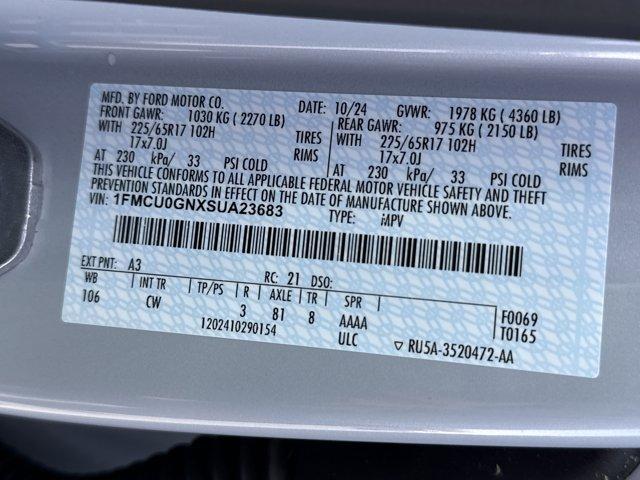 MFD. BY FORD MOTOR CO. DATE: 10/24 GVWR: 1978 KG ( 4360 LB)
FRONT GAWR: 1030 KG ( 2270 LB) REAR GAWR: 975 KG ( 2150 LB)
WITH 225/65R17 102H TIRES WITH 225/65R17 102H TIRES
17x7.0J RIMS 17x7.0J RIMS
AT 230 kPa/ 33 PSI COLD AT 230 kPa/ 33 PSI COLD
THIS VEHICLE CONFORMS TO ALL APPLICABLE FEDERAL MOTOR VEHICLE SAFETY AND THEFT
PREVENTION STANDARDS IN EFFECT ON THE DATE OF MANUFACTURE SHOWN ABOVE.
VIN: 1FMCU0GNXSUA23683 TYPE: MPV
EXT PNT: A3 RC: 21 DSO:
WB INT TR TP/PS R AXLE TR SPR
106 CW 3 81 8 AAAA F0069
1202410290154 ULC T0165
RU5A-3520472-AA